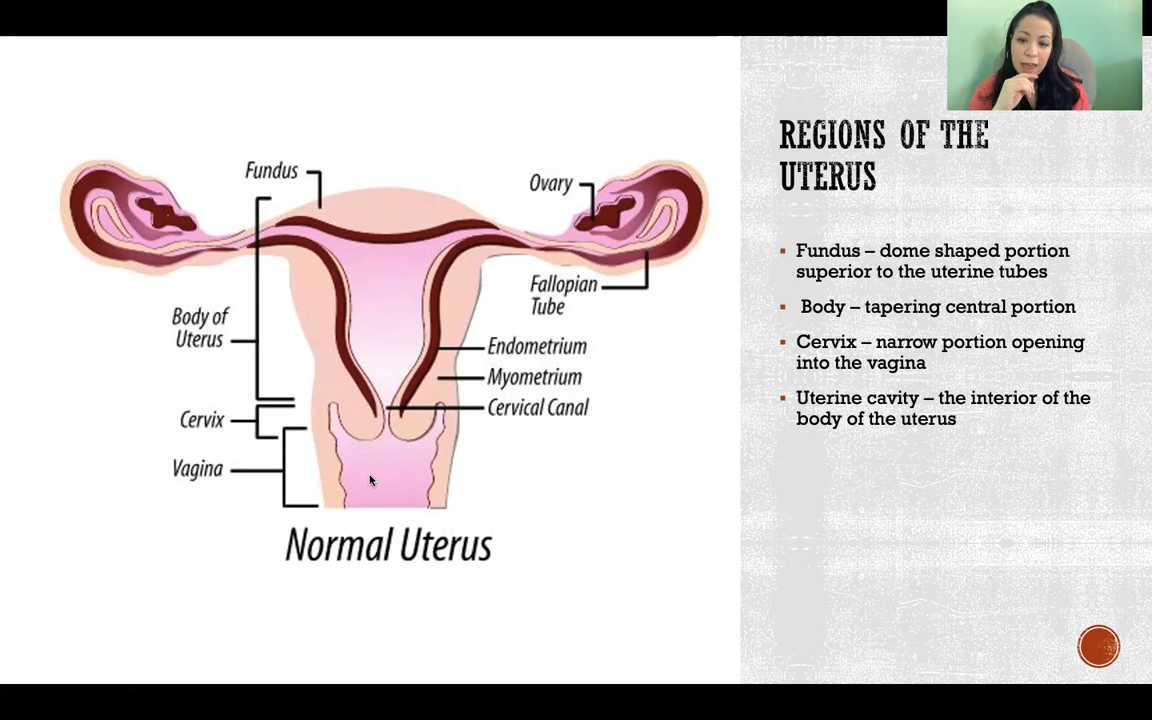 REGIONS OF THE
UTERUS
Fundus – dome shaped portion
superior to the uterine tubes
Body – tapering central portion
Cervix – narrow portion opening
into the vagina
Uterine cavity – the interior of the
body of the uterus
Fundus
Ovary
Fallopian
Tube
Body of
Uterus
Endometrium
Myometrium
Cervical Canal
Cervix
Vagina
Normal Uterus